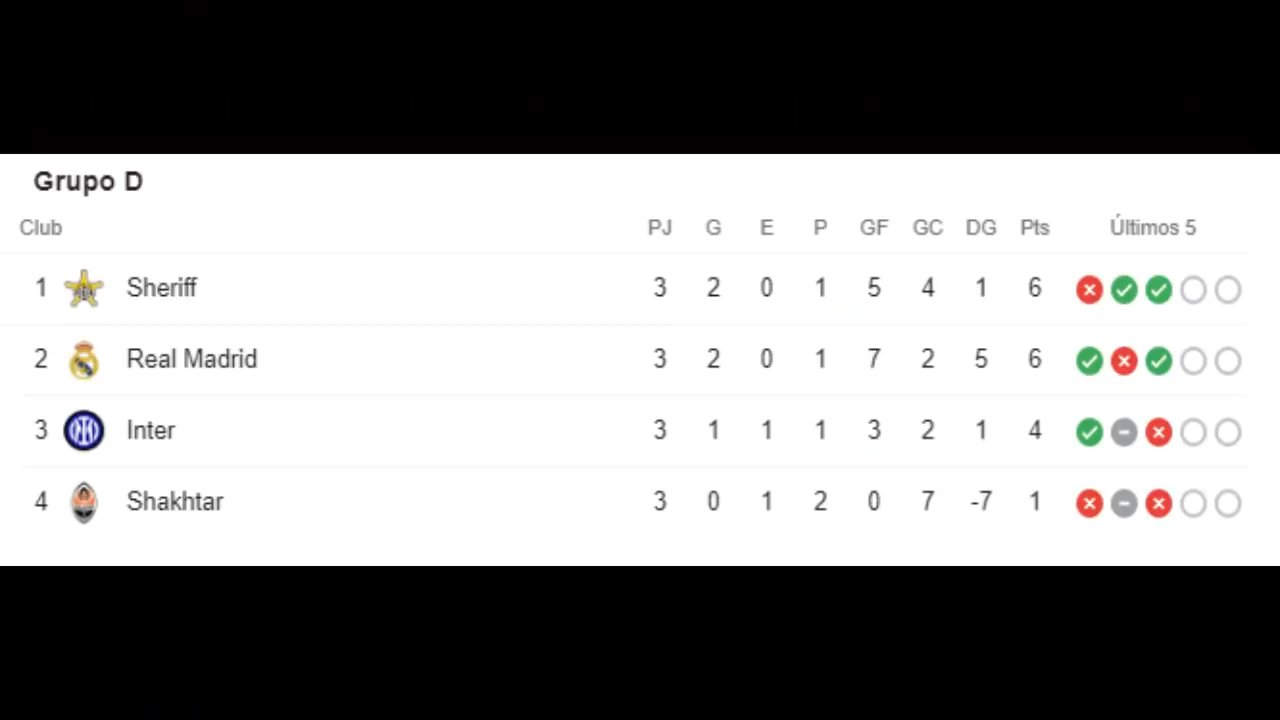 Grupo D
Club PJ G E P GF GC DG Pts Últimos 5
1 Sheriff 3 2 0 1 5 4 1 6
2 Real Madrid 3 2 0 1 7 2 5 6
3 Inter 3 1 1 1 3 2 1 4
4 Shakhtar 3 0 1 2 0 7 -7 1